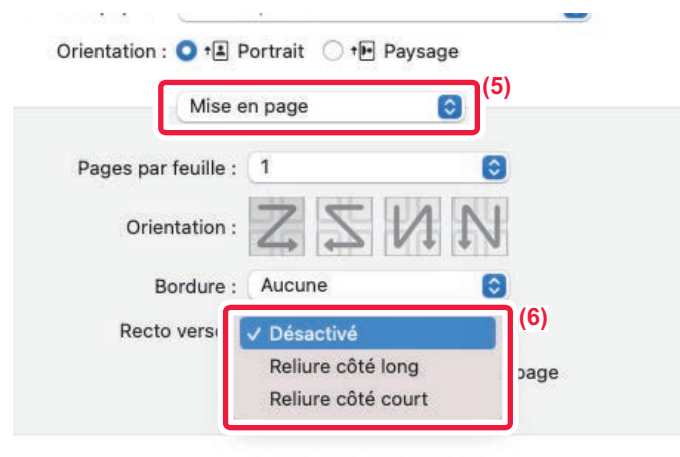 Orientation : Portrait Paysage
(5)
Mise en page
Pages par feuille : 1
Orientation :
Bordure : Aucune
(6)
Recto verso ✓ Désactivé
Reliure côté long
page
Reliure côté court